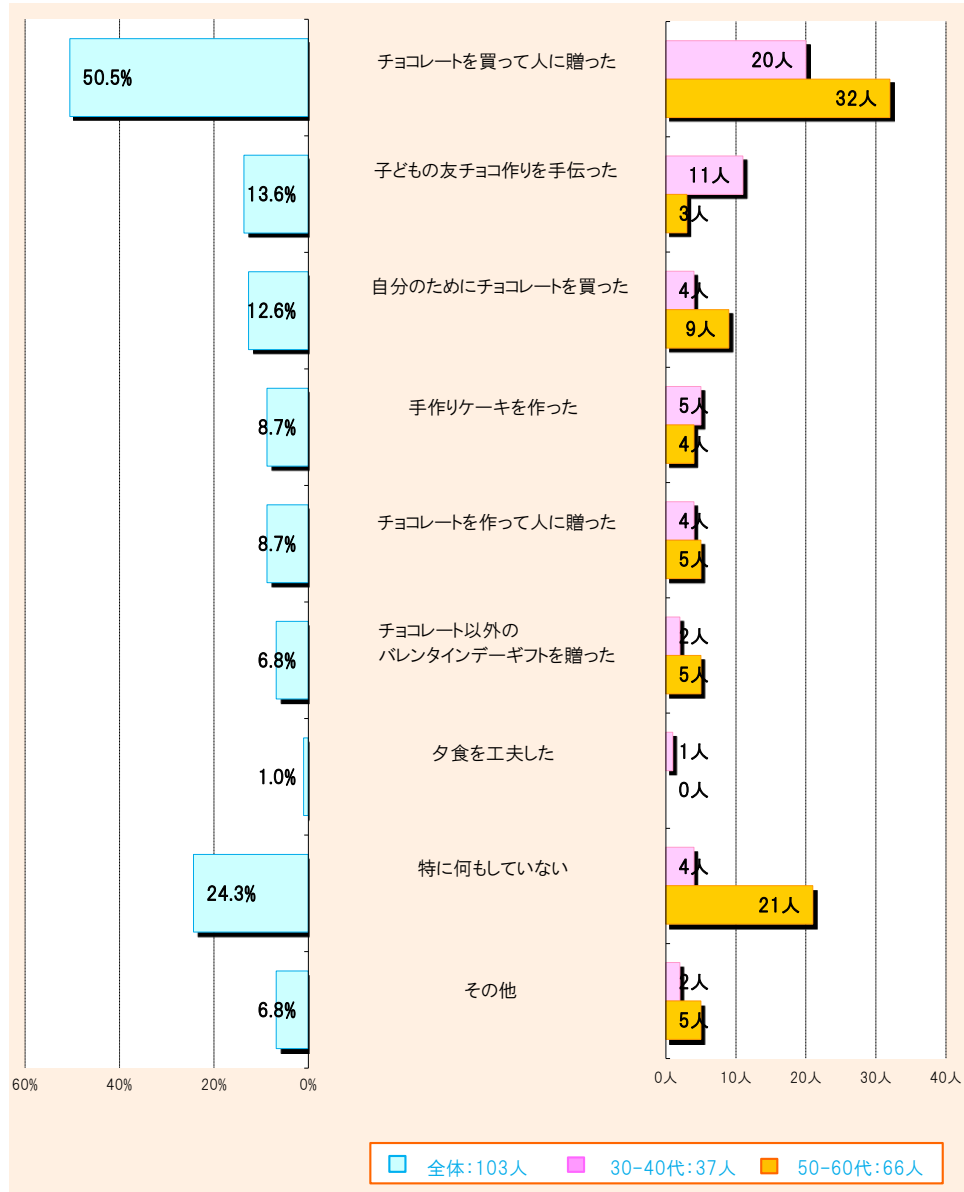 チョコレートを買って人に贈った
50.5%
20人
32人
子どもの友チョコ作りを手伝った
13.6%
11人
3人
自分のためにチョコレートを買った
12.6%
4人
9人
手作りケーキを作った
8.7%
5人
4人
チョコレートを作って人に贈った
8.7%
4人
5人
チョコレート以外の
バレンタインデーギフトを贈った
6.8%
2人
5人
夕食を工夫した
1.0%
1人
0人
特に何もしていない
24.3%
4人
21人
その他
6.8%
2人
5人
60% 40% 20% 0%
0人 10人 20人 30人 40人
全体:103人 30-40代:37人 50-60代:66人